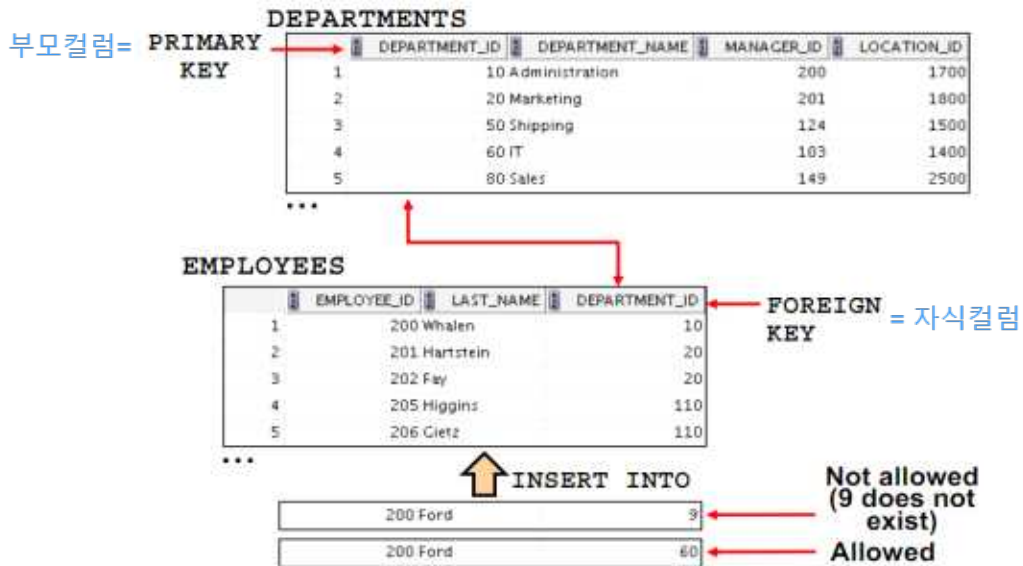 DEPARTMENTS
부모컬럼= PRIMARY KEY
DEPARTMENT_ID DEPARTMENT_NAME MANAGER_ID LOCATION_ID
1 10 Administration 200 1700
2 20 Marketing 201 1800
3 50 Shipping 124 1500
4 60 IT 103 1400
5 80 Sales 149 2500
...
EMPLOYEES
EMPLOYEE_ID LAST_NAME DEPARTMENT_ID
FOREIGN KEY = 자식컬럼
1 200 Whalen 10
2 201 Hartstein 20
3 202 Fay 20
4 205 Higgins 110
5 206 Gietz 110
...
INSERT INTO
Not allowed
(9 does not
exist)
200 Ford 9
200 Ford 60
Allowed